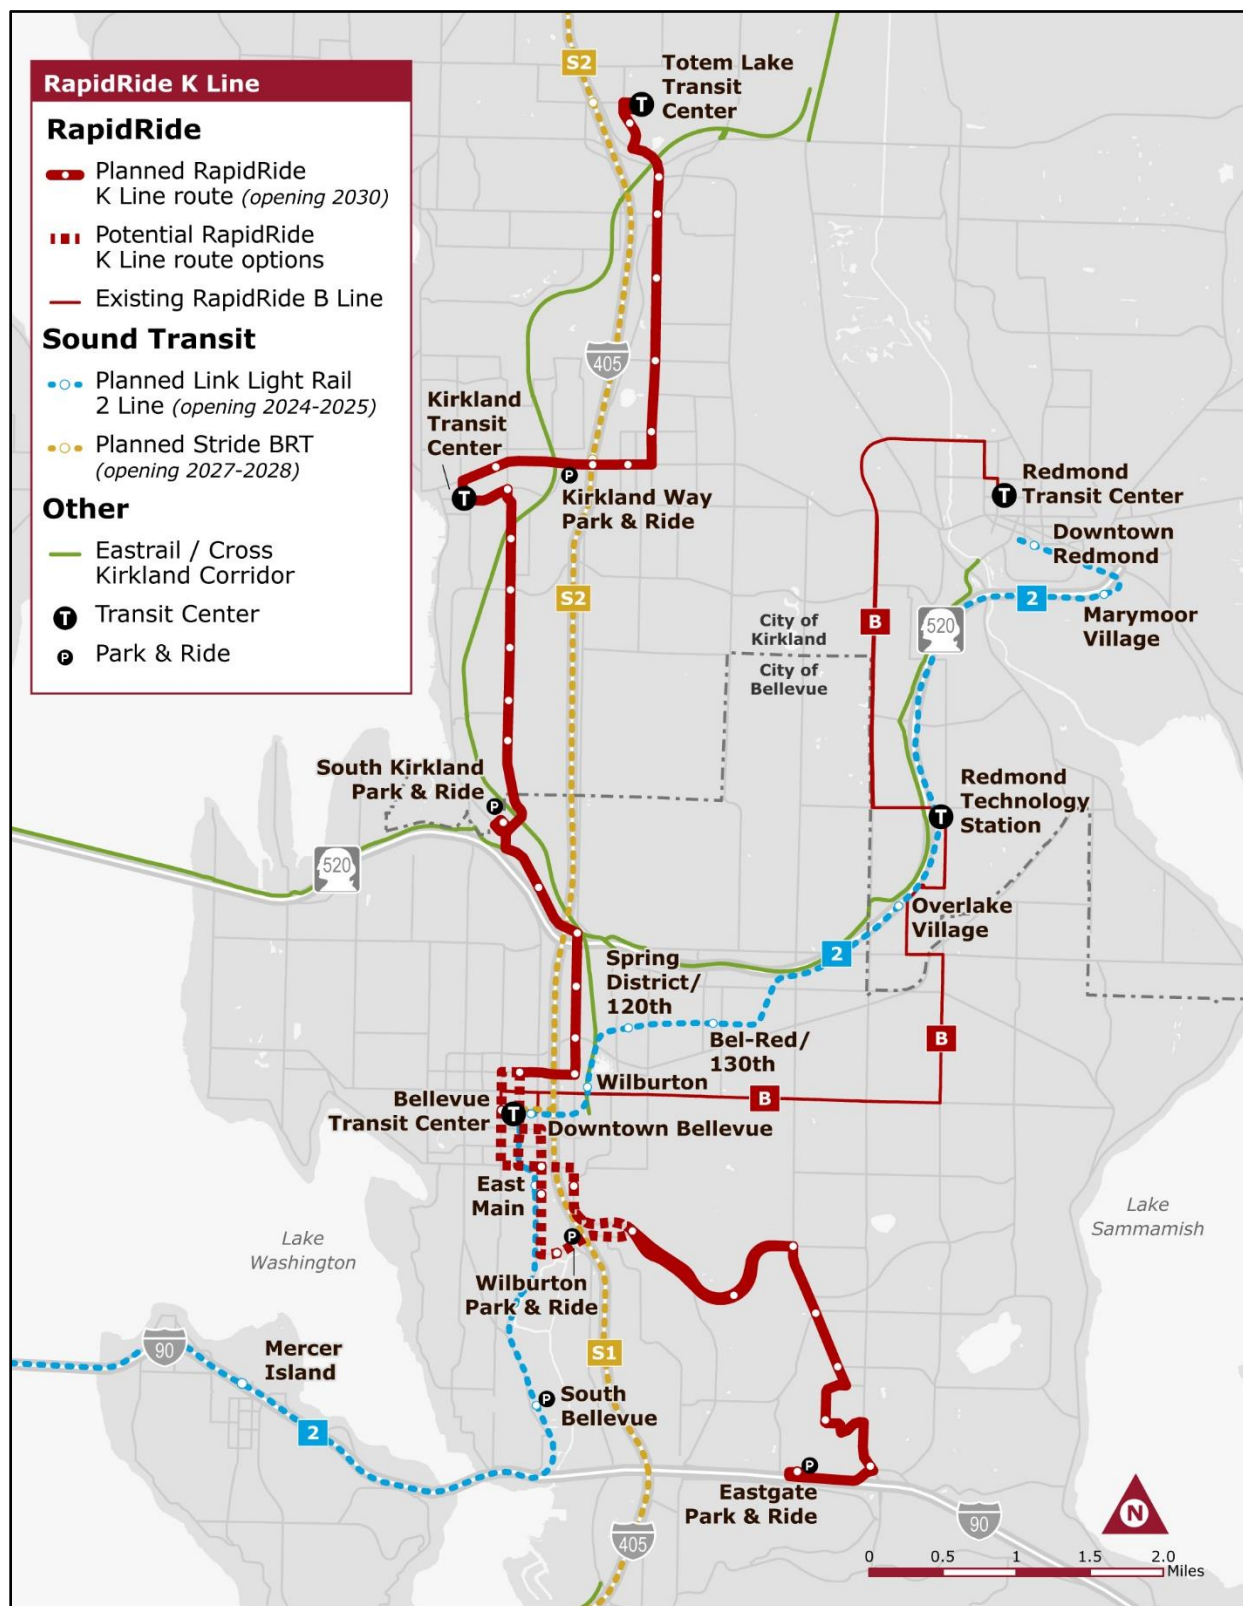 RapidRide K Line
RapidRide
Planned RapidRide
K Line route (opening 2030)
Potential RapidRide
K Line route options
Existing RapidRide B Line
Sound Transit
Planned Link Light Rail
2 Line (opening 2024-2025)
Planned Stride BRT
(opening 2027-2028)
Other
Eastrail / Cross
Kirkland Corridor
T
Transit Center
P
Park & Ride
S2
T
Totem Lake
Transit
Center
405
Kirkland
Transit
Center
T
P
Kirkland Way
Park & Ride
Redmond
Transit Center
T
Downtown
Redmond
S2
2
Marymoor
Village
B
520
City of
Kirkland
City of
Bellevue
South Kirkland
Park & Ride
P
Redmond
Technology
Station
T
520
Overlake
Village
2
Spring
District/
120th
Bel-Red/
130th
B
Wilburton
B
Bellevue
Transit Center
T
Downtown Bellevue
East
Main
Lake
Washington
P
Wilburton
Park & Ride
Lake
Sammamish
90
Mercer
Island
S1
2
P
South
Bellevue
P
Eastgate
Park & Ride
90
405
N
0
0.5
1
1.5
2.0
Miles